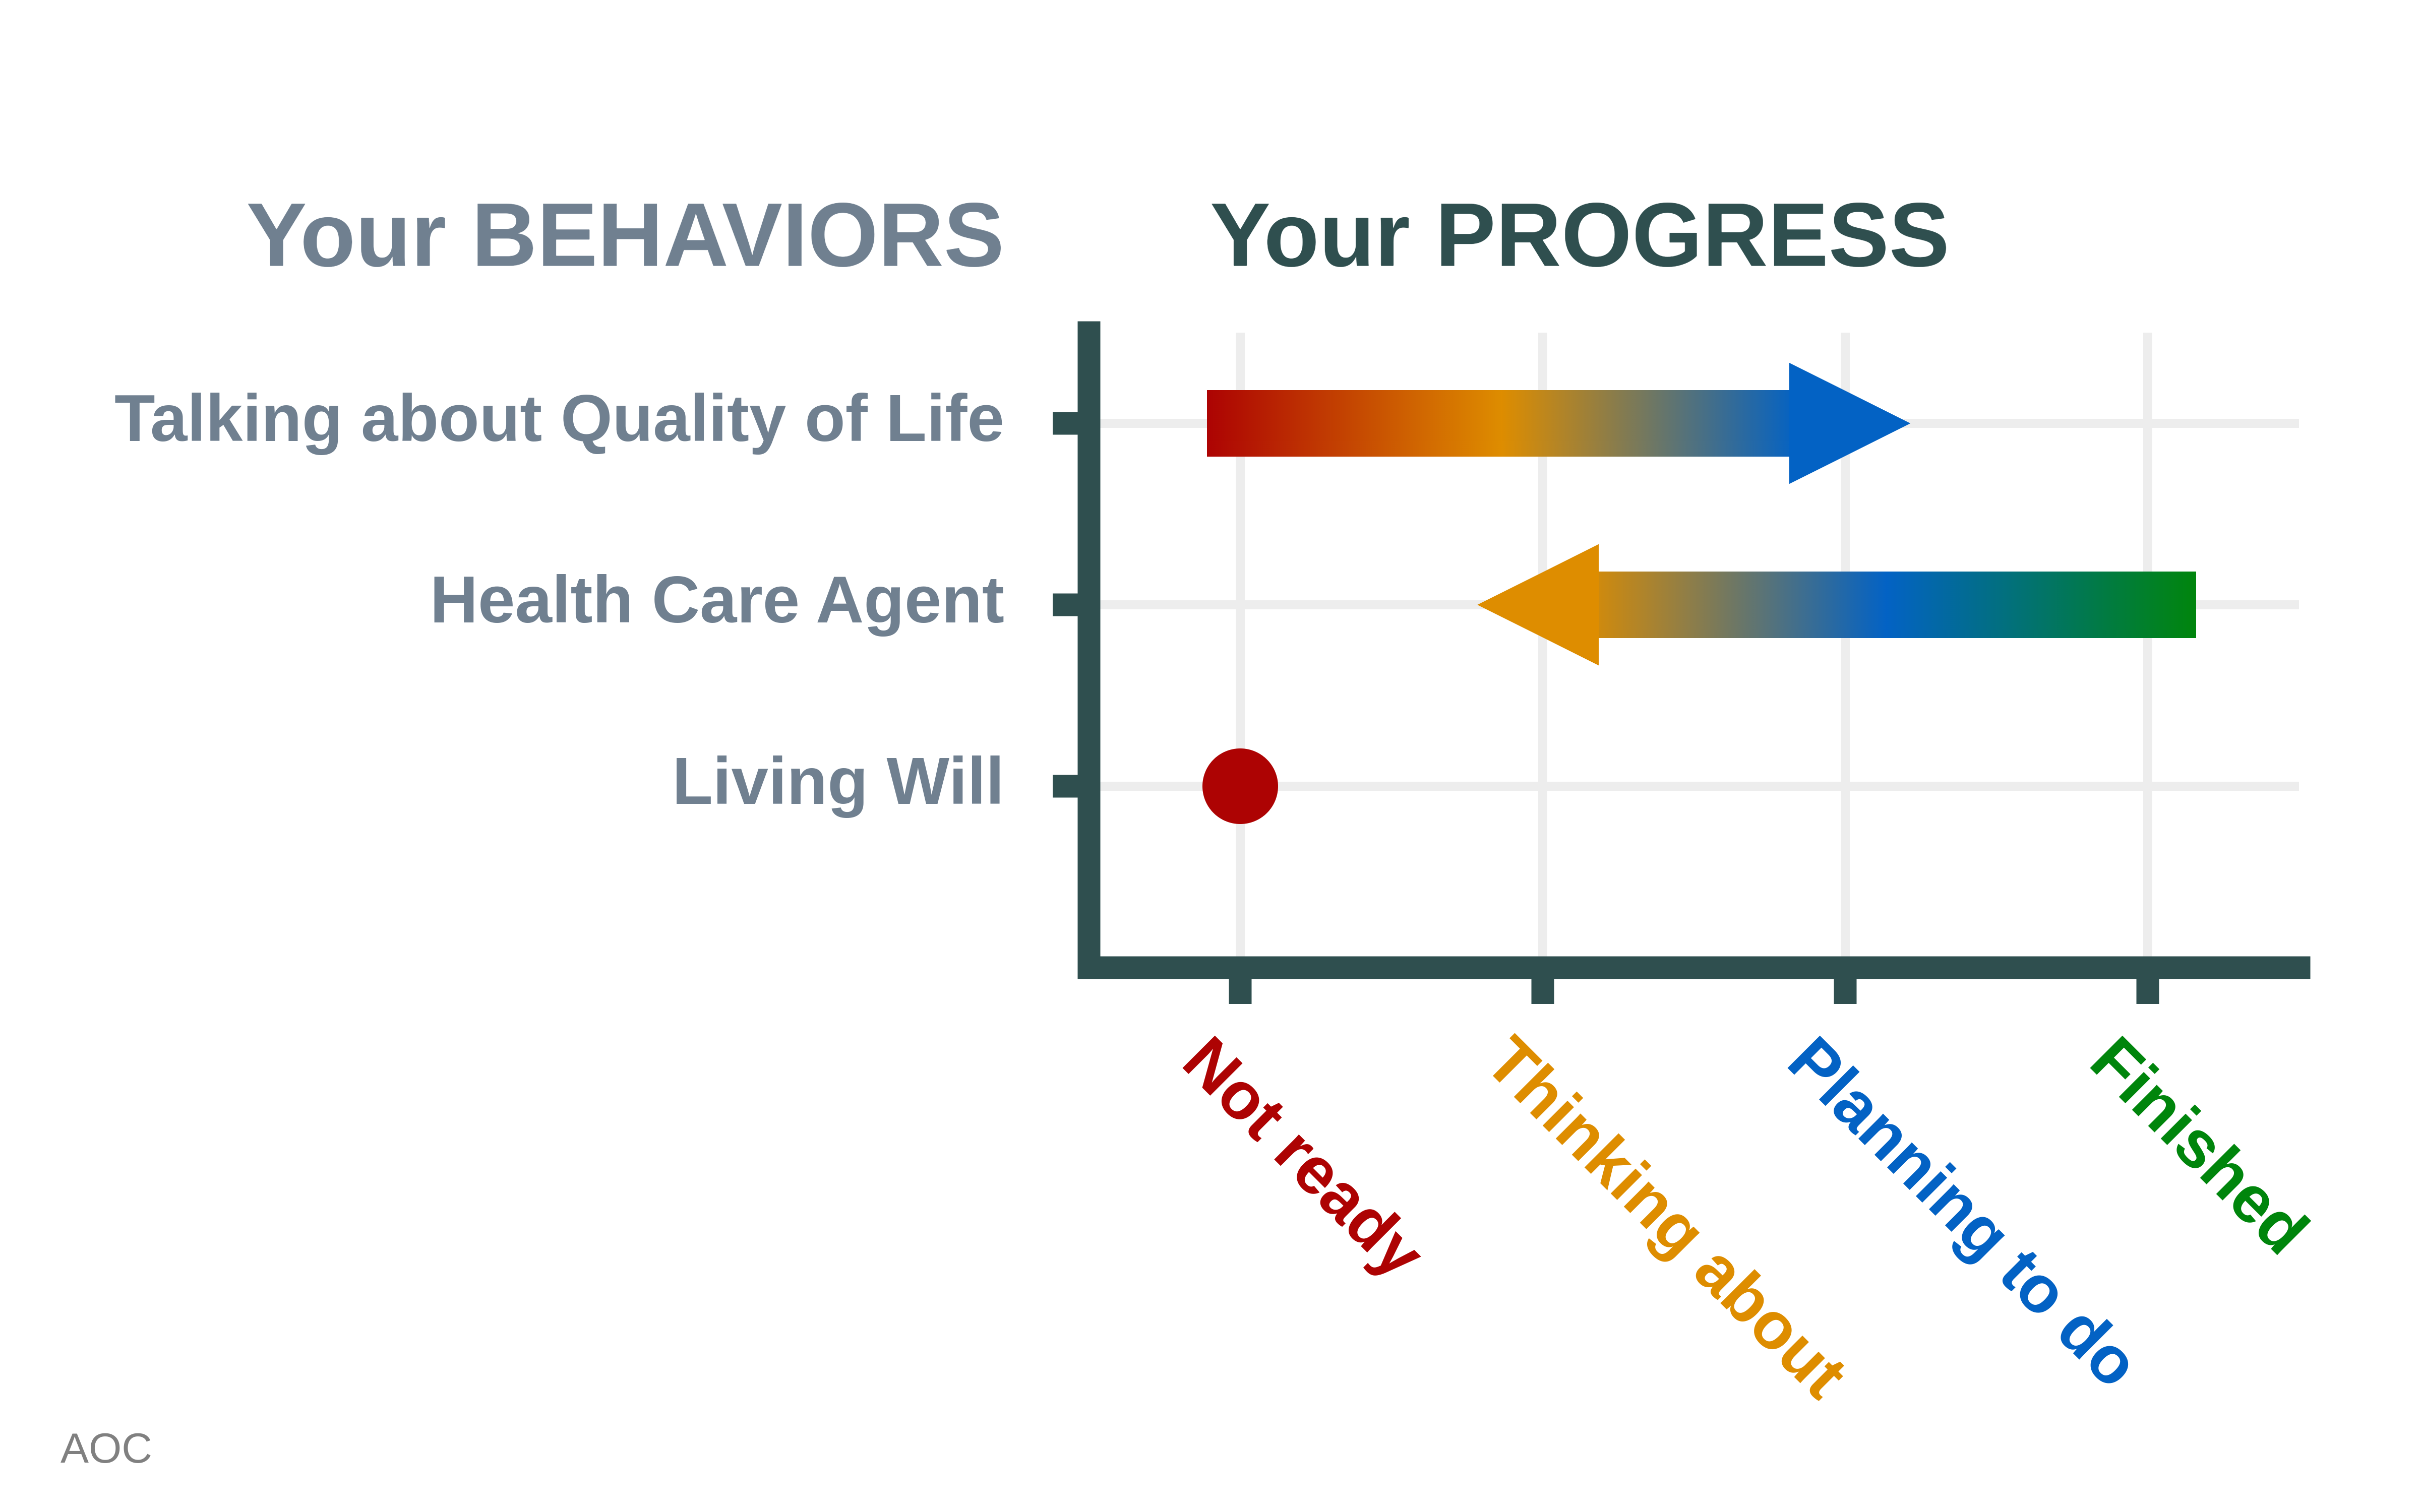 Your BEHAVIORS
Your PROGRESS
Talking about Quality of Life
Health Care Agent
Living Will
Not ready
Thinking about
Planning to do
Finished
AOC